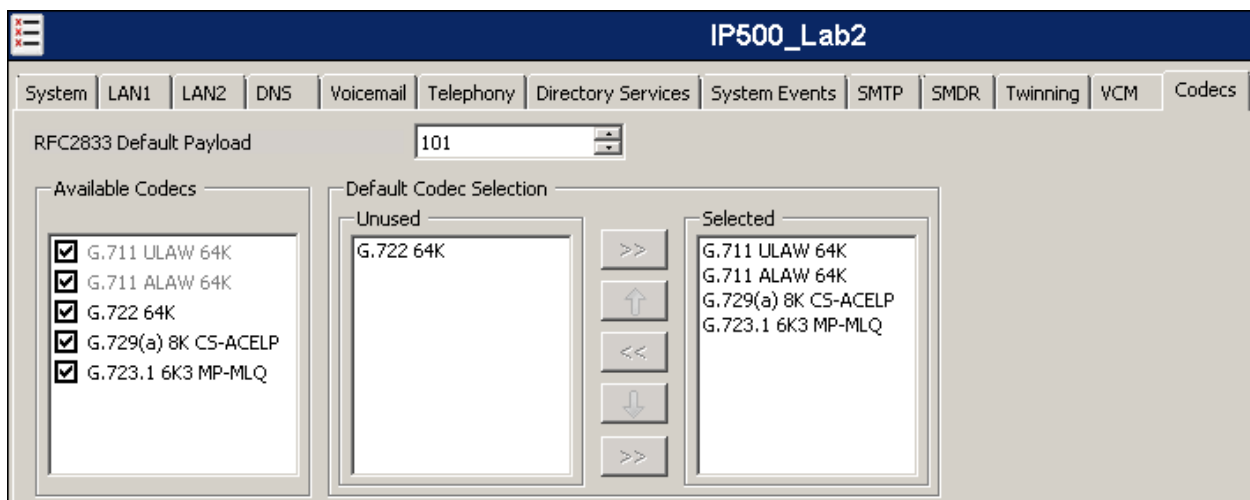 IP500_Lab2
System LAN1 LAN2 DNS Voicemail Telephony Directory Services System Events SMTP SMDR Twinning VCM Codecs
RFC2833 Default Payload 101
Available Codecs
G.711 ULAW 64K
G.711 ALAW 64K
G.722 64K
G.729(a) 8K CS-ACELP
G.723.1 6K3 MP-MLQ
Default Codec Selection
Unused
G.722 64K
>>
<<
>>
Selected
G.711 ULAW 64K
G.711 ALAW 64K
G.729(a) 8K CS-ACELP
G.723.1 6K3 MP-MLQ